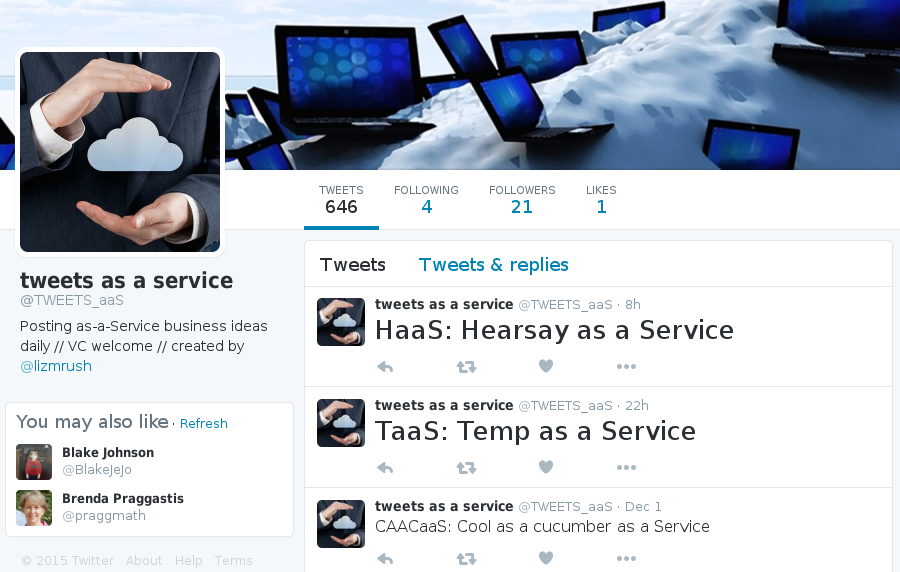 TWEETS FOLLOWING FOLLOWERS LIKES
646 4 21 1
tweets as a service
@TWEETS_aaS
Posting as-a-Service business ideas
daily // VC welcome // created by
@lizmrush
You may also like · Refresh
Blake Johnson
@BlakeJeJo
Brenda Praggastis
@praggmath
© 2015 Twitter About Help Terms
Tweets Tweets & replies
tweets as a service @TWEETS_aaS · 8h
HaaS: Hearsay as a Service
tweets as a service @TWEETS_aaS · 22h
TaaS: Temp as a Service
tweets as a service @TWEETS_aaS · Dec 1
CAACaaS: Cool as a cucumber as a Service